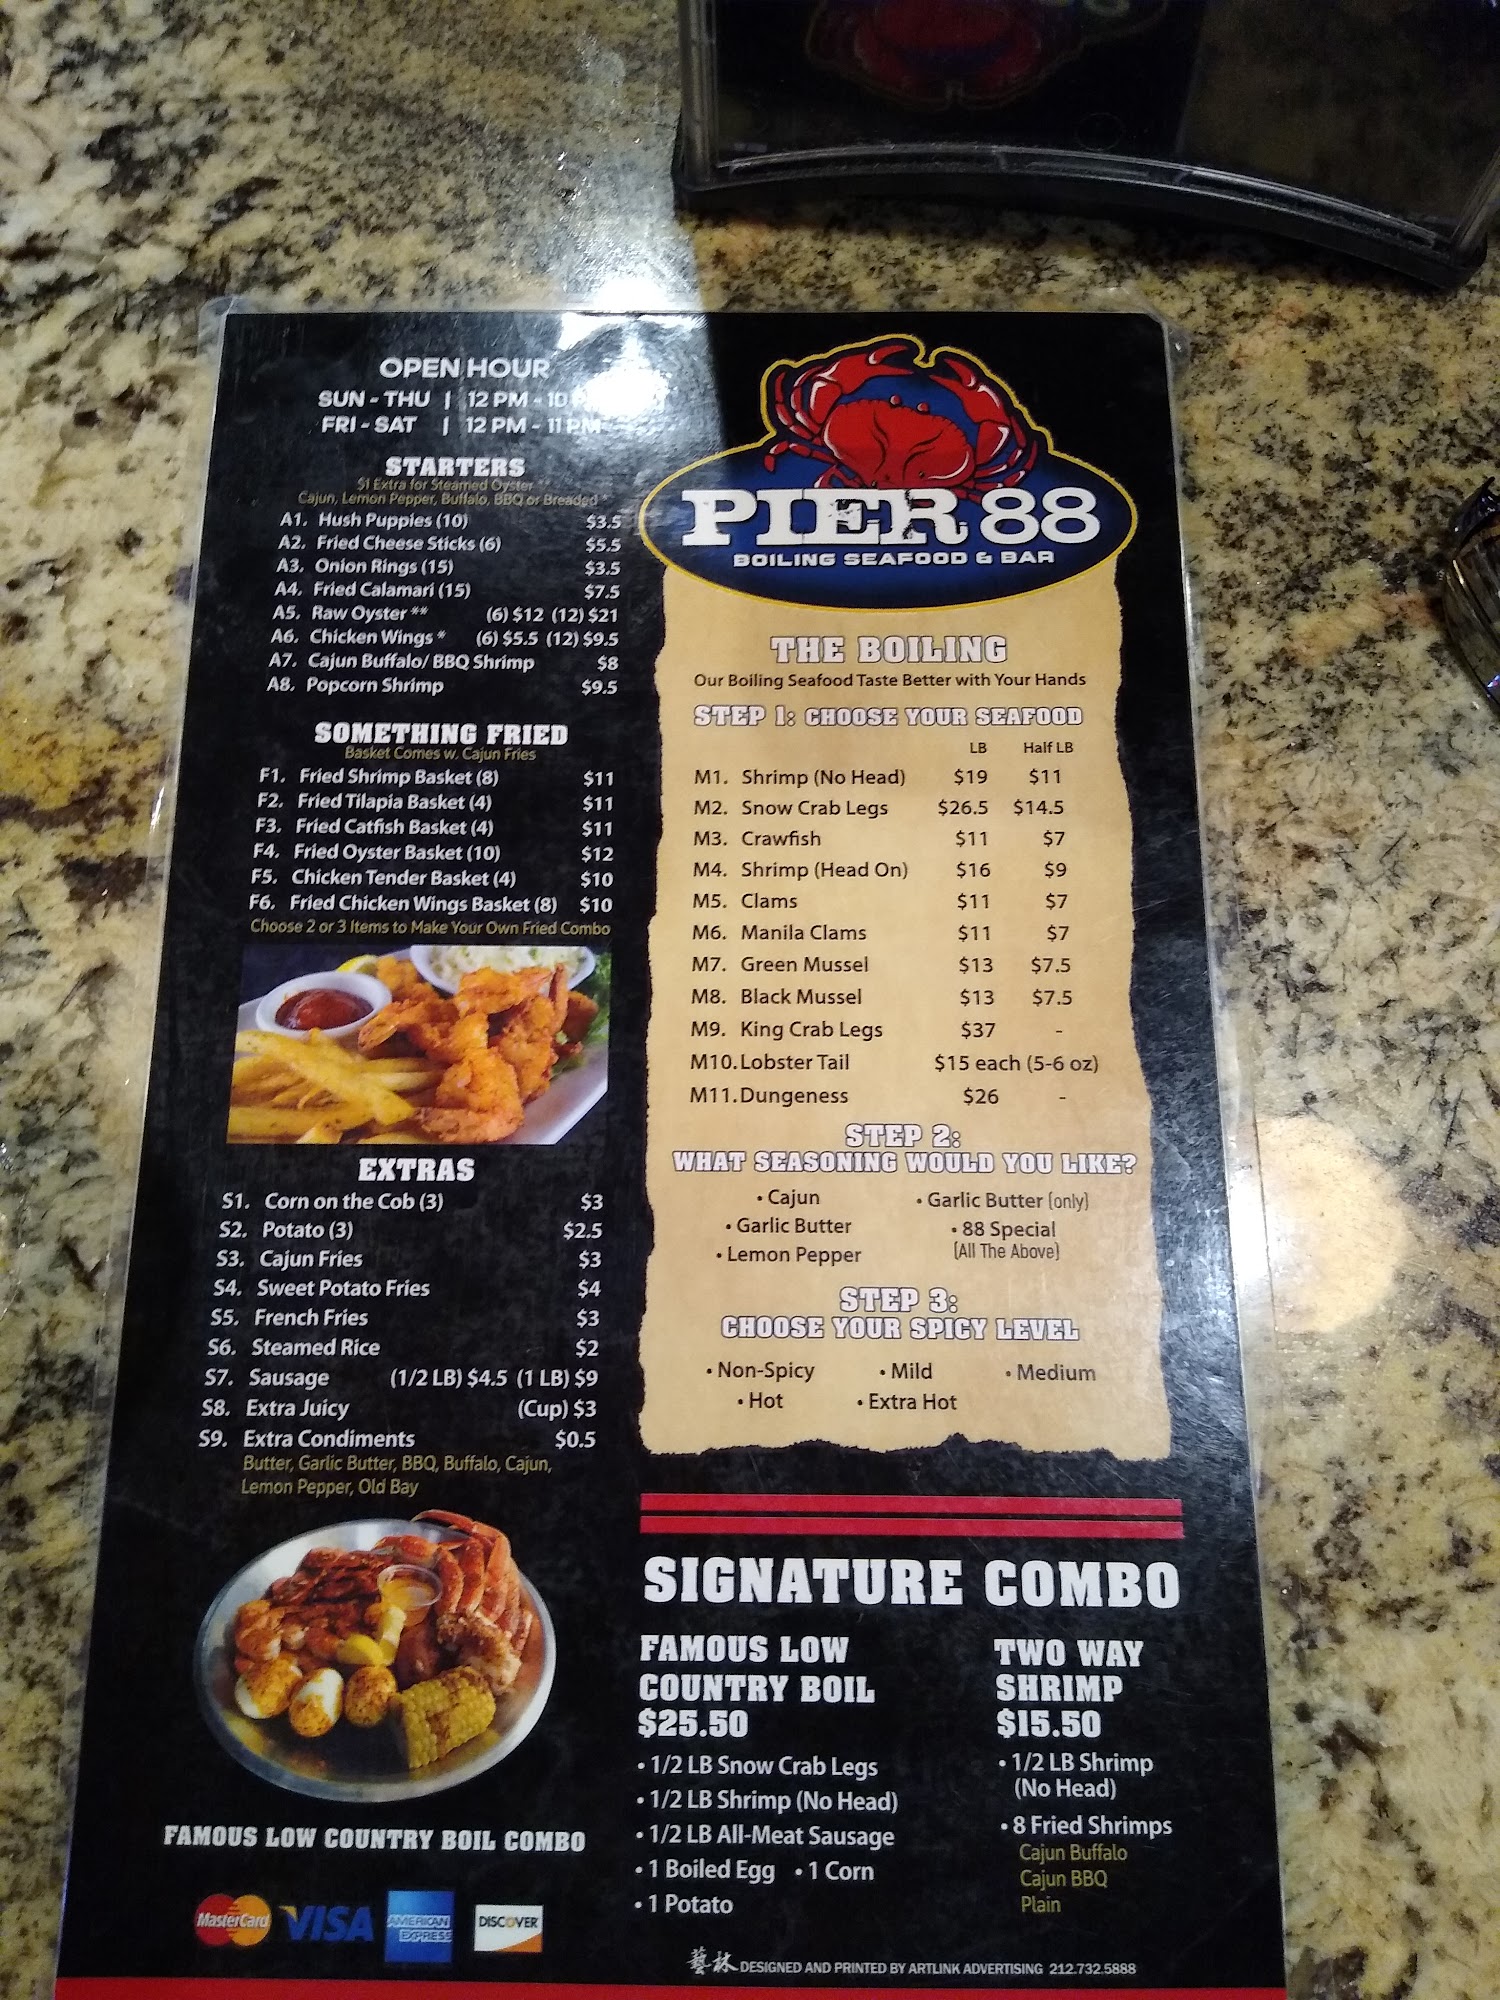 88
OPEN HOUR
SUN - THU | 12 PM - 10
FRI - SAT | 12 PM - 11 PM
STARTERS
$1 Extra for Steamed Oyster **
Cajun, Lemon Pepper, Buffalo, BBQ or Breaded *
A1. Hush Puppies (10) $3.5
A2. Fried Cheese Sticks (6) $5.5
A3. Onion Rings (15) $3.5
A4. Fried Calamari (15) $7.5
A5. Raw Oyster ** (6) $12 (12) $21
A6. Chicken Wings * (6) $5.5 (12) $9.5
A7. Cajun Buffalo/ BBQ Shrimp $8
A8. Popcorn Shrimp $9.5
SOMETHING FRIED
Basket Comes w. Cajun Fries
F1. Fried Shrimp Basket (8) $11
F2. Fried Tilapia Basket (4) $11
F3. Fried Catfish Basket (4) $11
F4. Fried Oyster Basket (10) $12
F5. Chicken Tender Basket (4) $10
F6. Fried Chicken Wings Basket (8) $10
Choose 2 or 3 Items to Make Your Own Fried Combo
EXTRAS
S1. Corn on the Cob (3) $3
S2. Potato (3) $2.5
S3. Cajun Fries $3
S4. Sweet Potato Fries $4
S5. French Fries $3
S6. Steamed Rice $2
S7. Sausage (1/2 LB) $4.5 (1 LB) $9
S8. Extra Juicy (Cup) $3
S9. Extra Condiments $0.5
Butter, Garlic Butter, BBQ, Buffalo, Cajun,
Lemon Pepper, Old Bay
FAMOUS LOW COUNTRY BOIL COMBO
MasterCard VISA AMERICAN EXPRESS DISCOVER
PIER 88
BOILING SEAFOOD & BAR
THE BOILING
Our Boiling Seafood Taste Better with Your Hands
STEP 1: CHOOSE YOUR SEAFOOD
LB Half LB
M1. Shrimp (No Head) $19 $11
M2. Snow Crab Legs $26.5 $14.5
M3. Crawfish $11 $7
M4. Shrimp (Head On) $16 $9
M5. Clams $11 $7
M6. Manila Clams $11 $7
M7. Green Mussel $13 $7.5
M8. Black Mussel $13 $7.5
M9. King Crab Legs $37 -
M10. Lobster Tail $15 each (5-6 oz)
M11. Dungeness $26 -
STEP 2:
WHAT SEASONING WOULD YOU LIKE?
• Cajun • Garlic Butter (only)
• Garlic Butter • 88 Special
• Lemon Pepper (All The Above)
STEP 3:
CHOOSE YOUR SPICY LEVEL
• Non-Spicy • Mild • Medium
• Hot • Extra Hot
SIGNATURE COMBO
FAMOUS LOW
COUNTRY BOIL
$25.50
• 1/2 LB Snow Crab Legs
• 1/2 LB Shrimp (No Head)
• 1/2 LB All-Meat Sausage
• 1 Boiled Egg • 1 Corn
• 1 Potato
TWO WAY
SHRIMP
$15.50
• 1/2 LB Shrimp
(No Head)
• 8 Fried Shrimps
Cajun Buffalo
Cajun BBQ
Plain
藝林 DESIGNED AND PRINTED BY ARTLINK ADVERTISING 212.732.5888